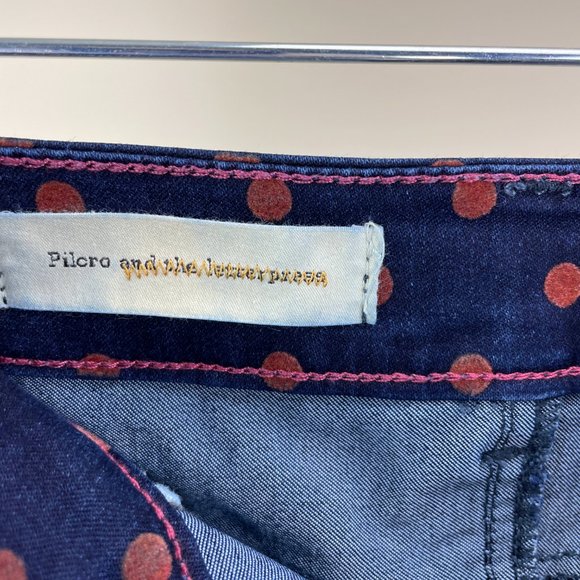 Pilcro and the letterpress